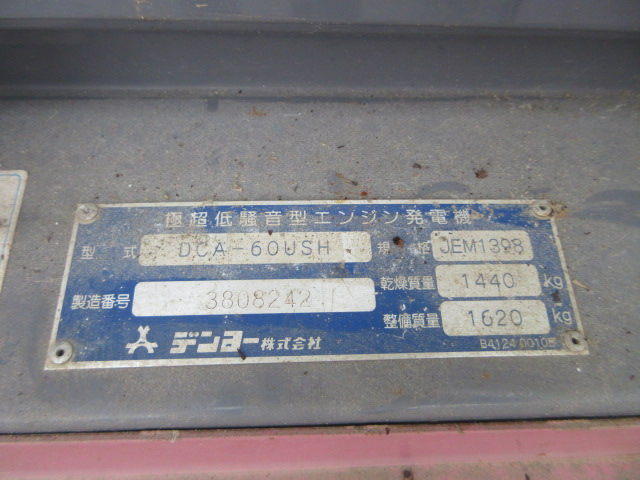 極超低騒音型エンジン発電機
型式 DCA-60USH 規格 JEM1398
乾燥質量 1440 kg
製造番号 3808242
整備質量 1620 kg
デンヨー株式会社
B4124 00105